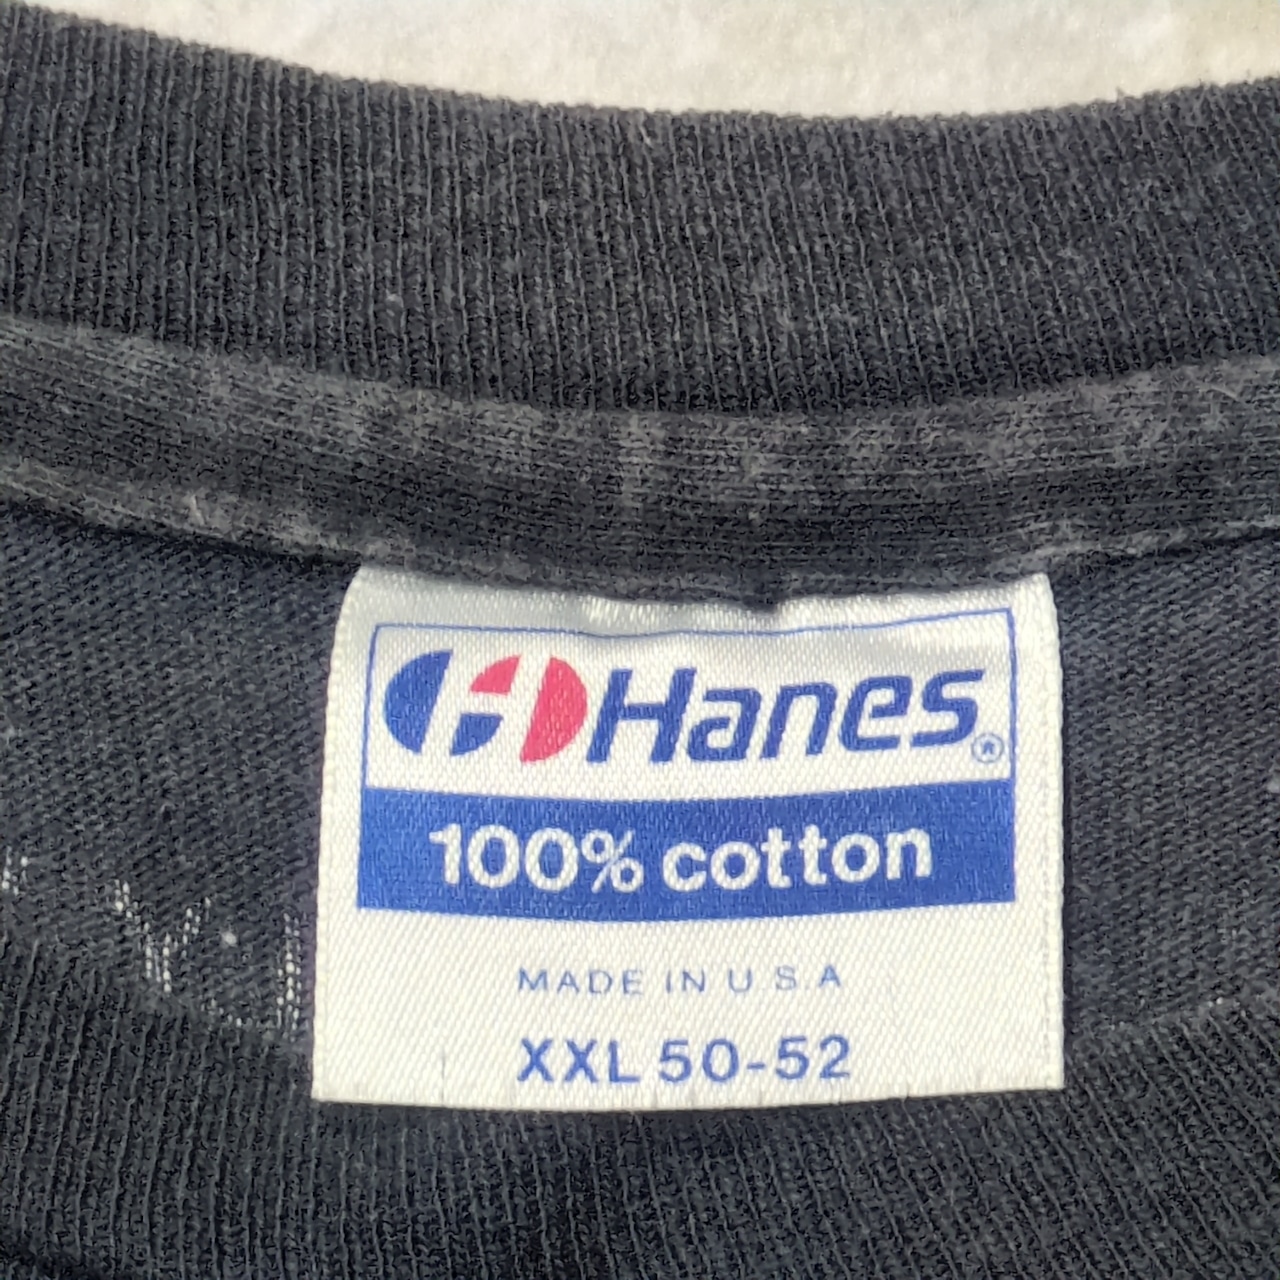 Hanes®
100% cotton
MADE IN U.S.A
XXL 50-52